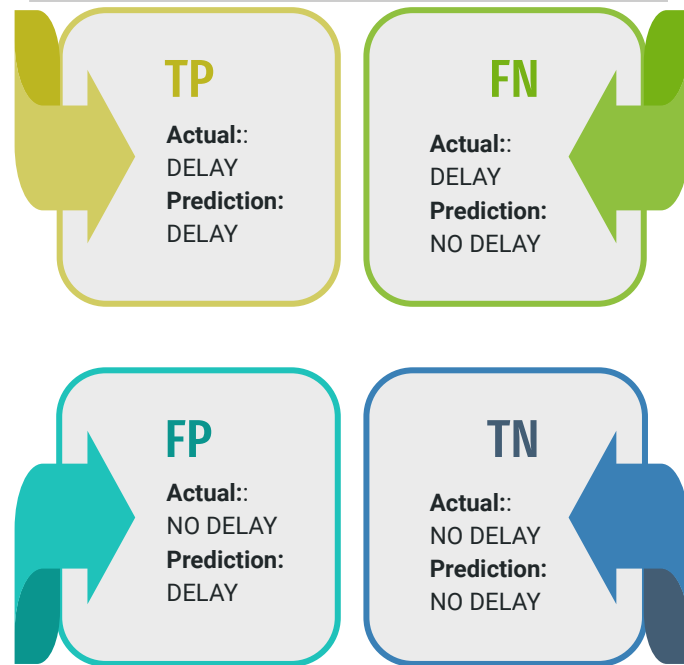 TP
Actual::
DELAY
Prediction:
DELAY
FN
Actual::
DELAY
Prediction:
NO DELAY
FP
Actual::
NO DELAY
Prediction:
DELAY
TN
Actual::
NO DELAY
Prediction:
NO DELAY